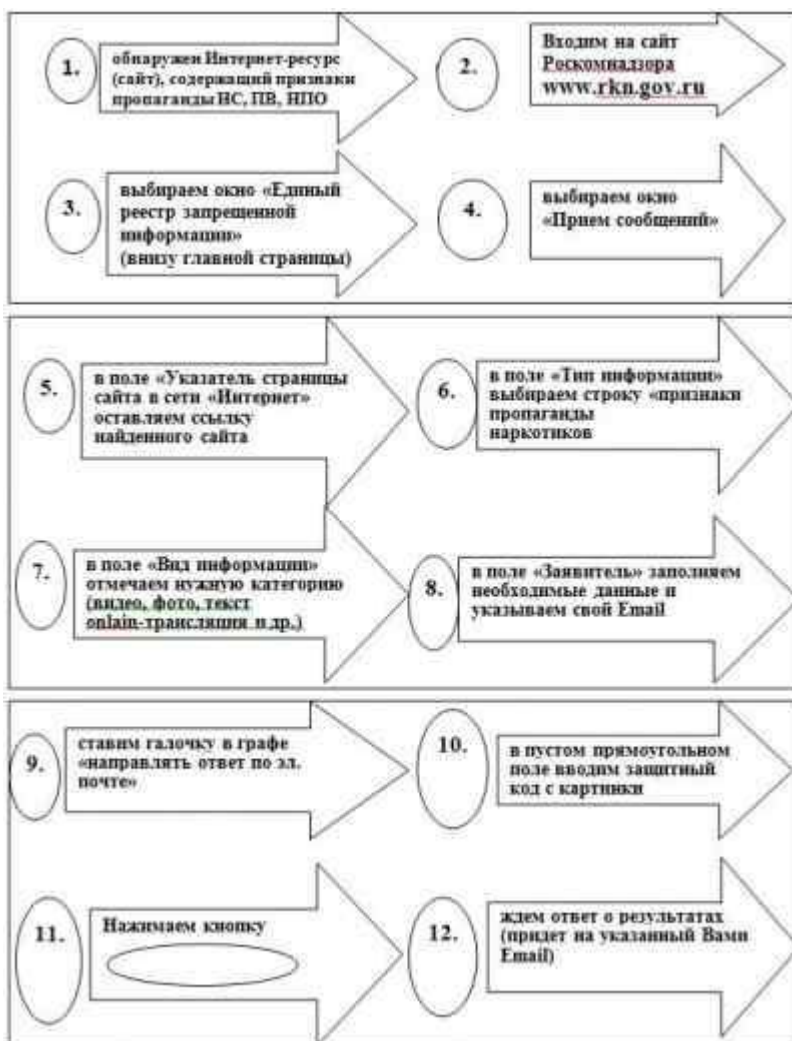 1.
обнаружен Интернет-ресурс
(сайт), содержащий признаки
пропаганды НС, ПВ, НПО
2.
Входим на сайт
Роскомнадзора
www.rkn.gov.ru
3.
выбираем окно «Единый
реестр запрещенной
информации»
(внизу главной страницы)
4.
выбираем окно
«Прием сообщений»
5.
в поле «Указатель страницы
сайта в сети «Интернет»
оставляем ссылку
найденного сайта
6.
в поле «Тип информации»
выбираем строку «признаки
пропаганды
наркотиков
7.
в поле «Вид информации»
отмечаем нужную категорию
(видео, фото, текст
onlain-трансляция и др.)
8.
в поле «Заявитель» заполняем
необходимые данные и
указываем свой Email
9.
ставим галочку в графе
«направлять ответ по эл.
почте»
10.
в пустом прямоугольном
поле вводим защитный
код с картинки
11.
Нажимаем кнопку
12.
ждем ответ о результатах
(придет на указанный Вами
Email)